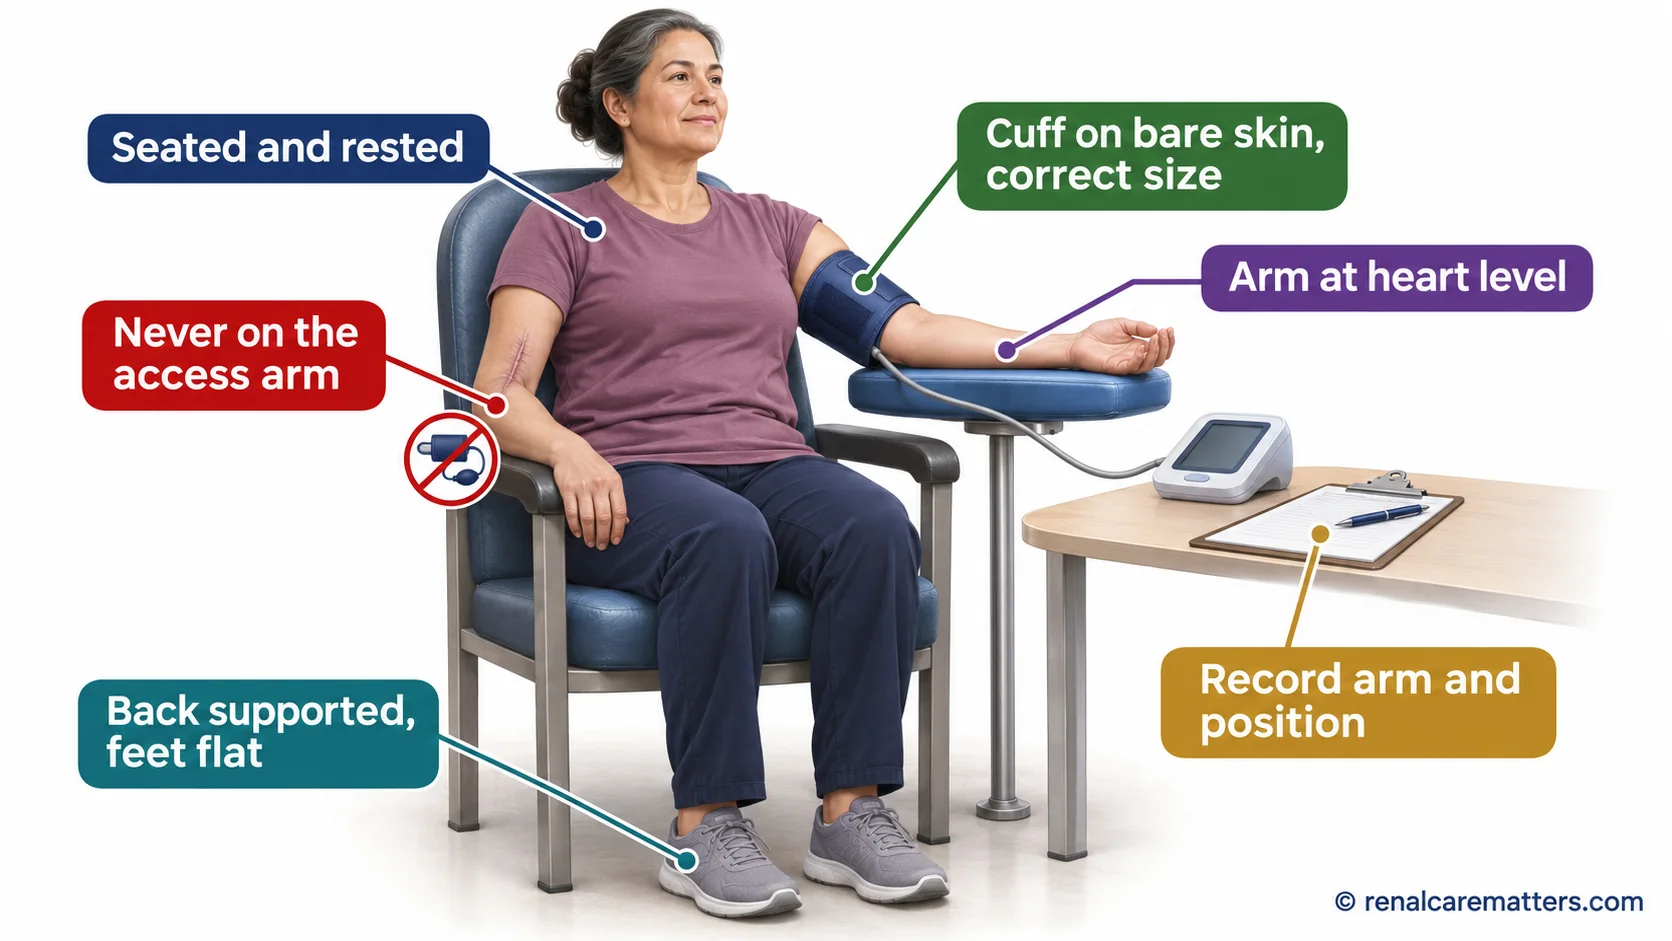 Seated and rested
Cuff on bare skin,
correct size
Arm at heart level
Never on the
access arm
Back supported,
feet flat
Record arm and
position
© renalcarematters.com